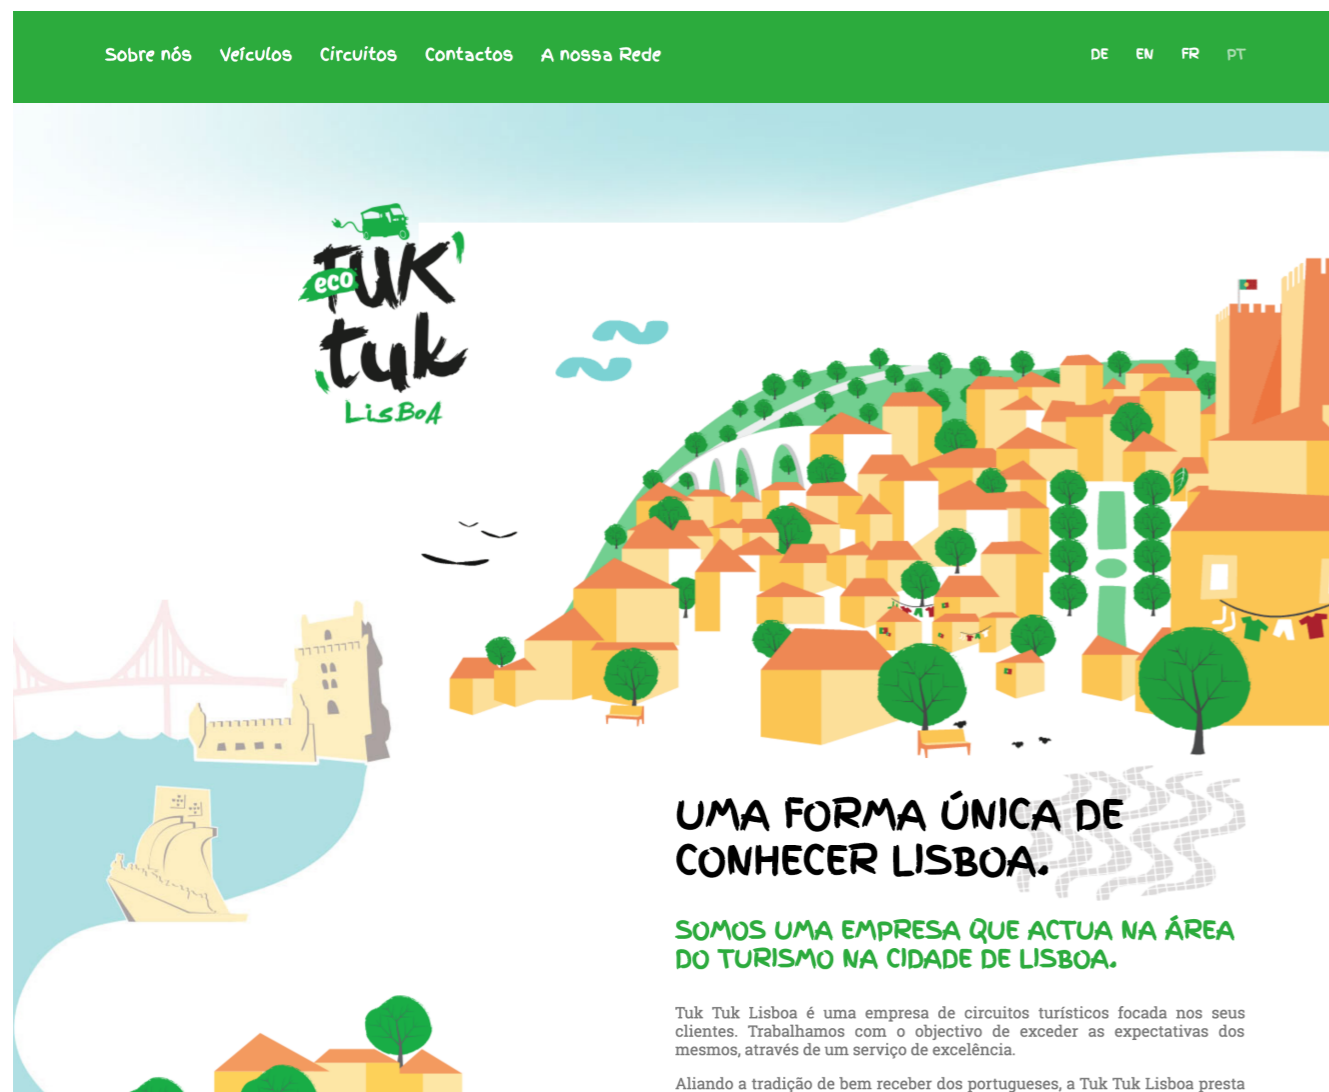 Sobre nós Veículos Circuitos Contactos A nossa Rede DE EN FR PT
eco
TUK
tuk
LisBoA
UMA FORMA ÚNICA DE
CONHECER LISBOA.
SOMOS UMA EMPRESA QUE ACTUA NA ÁREA
DO TURISMO NA CIDADE DE LISBOA.
Tuk Tuk Lisboa é uma empresa de circuitos turísticos focada nos seus
clientes. Trabalhamos com o objectivo de exceder as expectativas dos
mesmos, através de um serviço de excelência.
Aliando a tradição de bem receber dos portugueses, a Tuk Tuk Lisboa presta